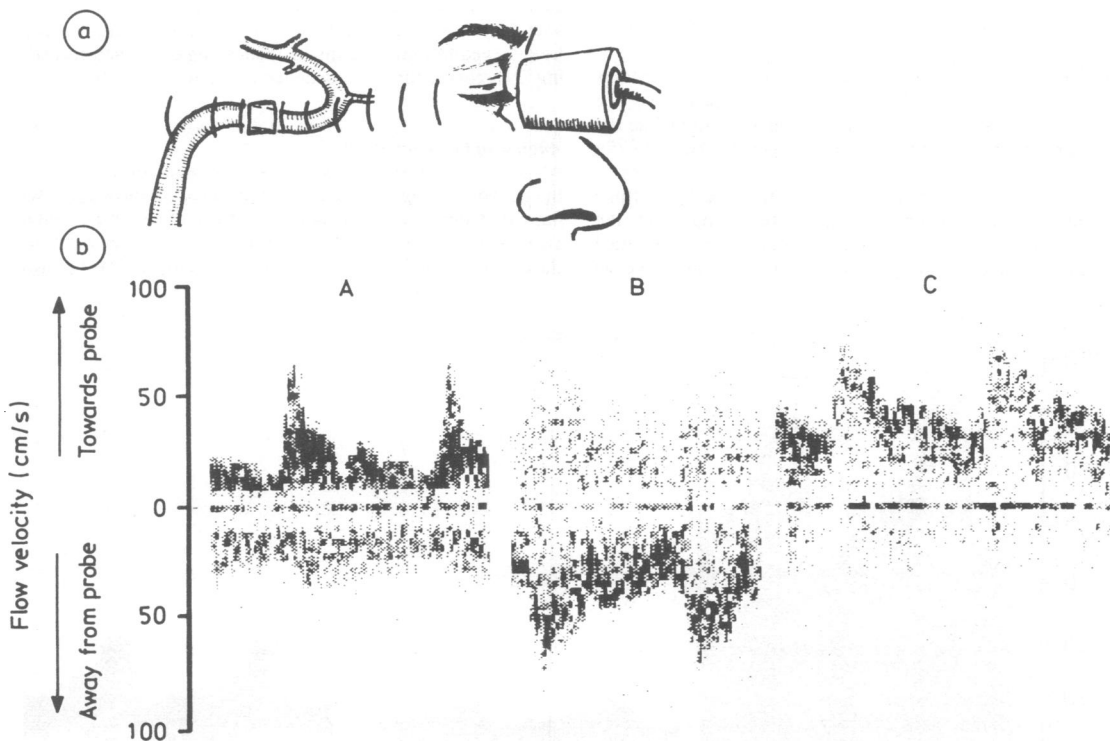 a
b
A B C
100
50
0
50
100
Flow velocity (cm/s)
Towards probe
Away from probe